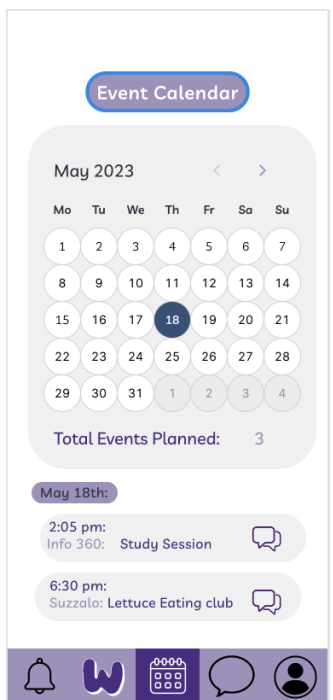 Event Calendar
May 2023
Mo Tu We Th Fr Sa Su
1 2 3 4 5 6 7
8 9 10 11 12 13 14
15 16 17 18 19 20 21
22 23 24 25 26 27 28
29 30 31 1 2 3 4
Total Events Planned: 3
May 18th:
2:05 pm:
Info 360: Study Session
6:30 pm:
Suzzalo: Lettuce Eating club
W